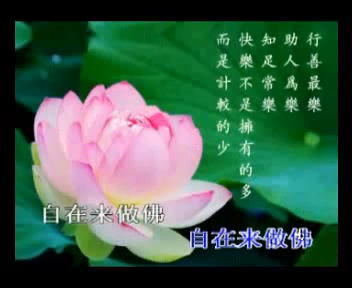 行善最樂
助人為樂
知足常樂
快樂不是擁有的多
而是計較的少
自在来做佛
自在来做佛